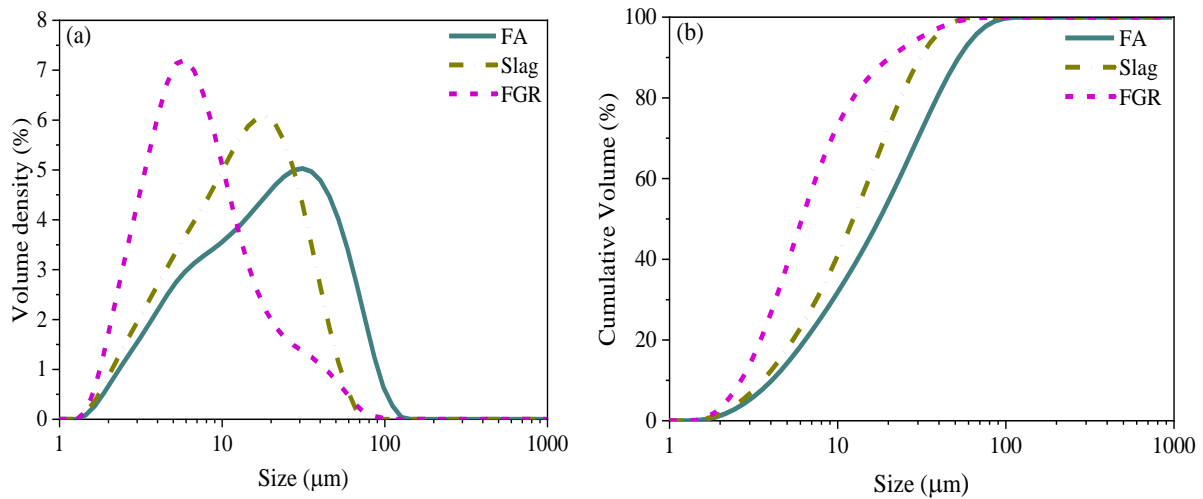 (a)
FA
Slag
FGR
8
7
6
5
4
3
2
1
0
Volume density (%)
1
10
100
1000
Size (μm)
(b)
FA
Slag
FGR
100
80
60
40
20
0
Cumulative Volume (%)
1
10
100
1000
Size (μm)